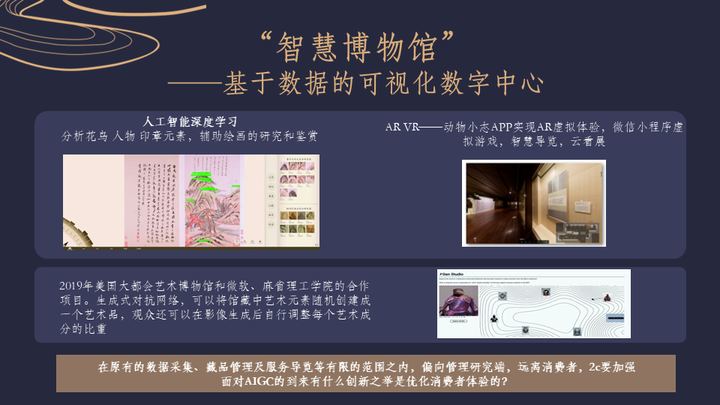 “智慧博物馆”
——基于数据的可视化数字中心
人工智能深度学习
分析花鸟 人物 印章元素，辅助绘画的研究和鉴赏
AR VR——动物小志APP实现AR虚拟体验，微信小程序虚
拟游戏，智慧导览，云看展
2019年美国大都会艺术博物馆和微软、麻省理工学院的合作
项目。生成式对抗网络，可以将馆藏中艺术元素随机创建成
一个艺术品，观众还可以在影像生成后自行调整每个艺术成
分的比重
Gen Studio
在原有的数据采集、藏品管理及服务导览等有限的范围之内，偏向管理研究端，远离消费者，2c要加强
面对AIGC的到来有什么创新之举是优化消费者体验的？